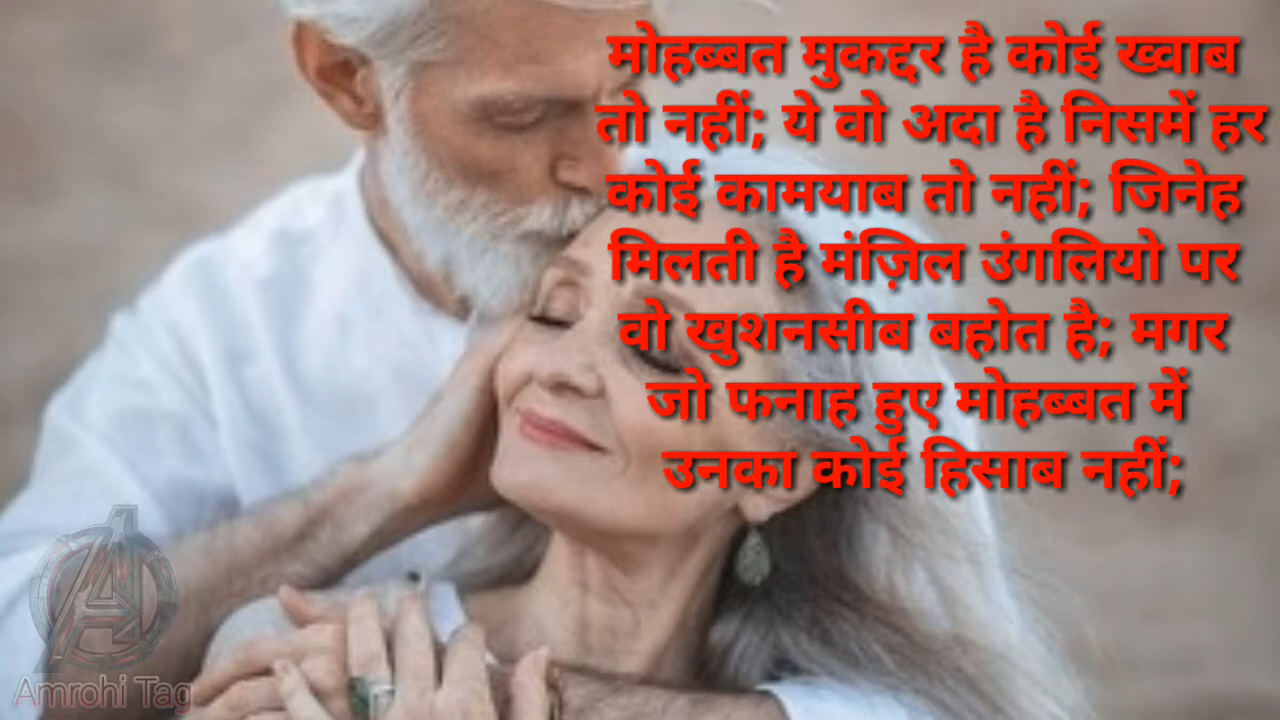 मोहब्बत मुकद्दर है कोई ख्वाब
तो नहीं; ये वो अदा है निसमें हर
कोई कामयाब तो नहीं; जिनेह
मिलती है मंज़िल उंगलियो पर
वो खुशनसीब बहोत है; मगर
जो फनाह हुए मोहब्बत में
उनका कोई हिसाब नहीं;
Amrohi Tag